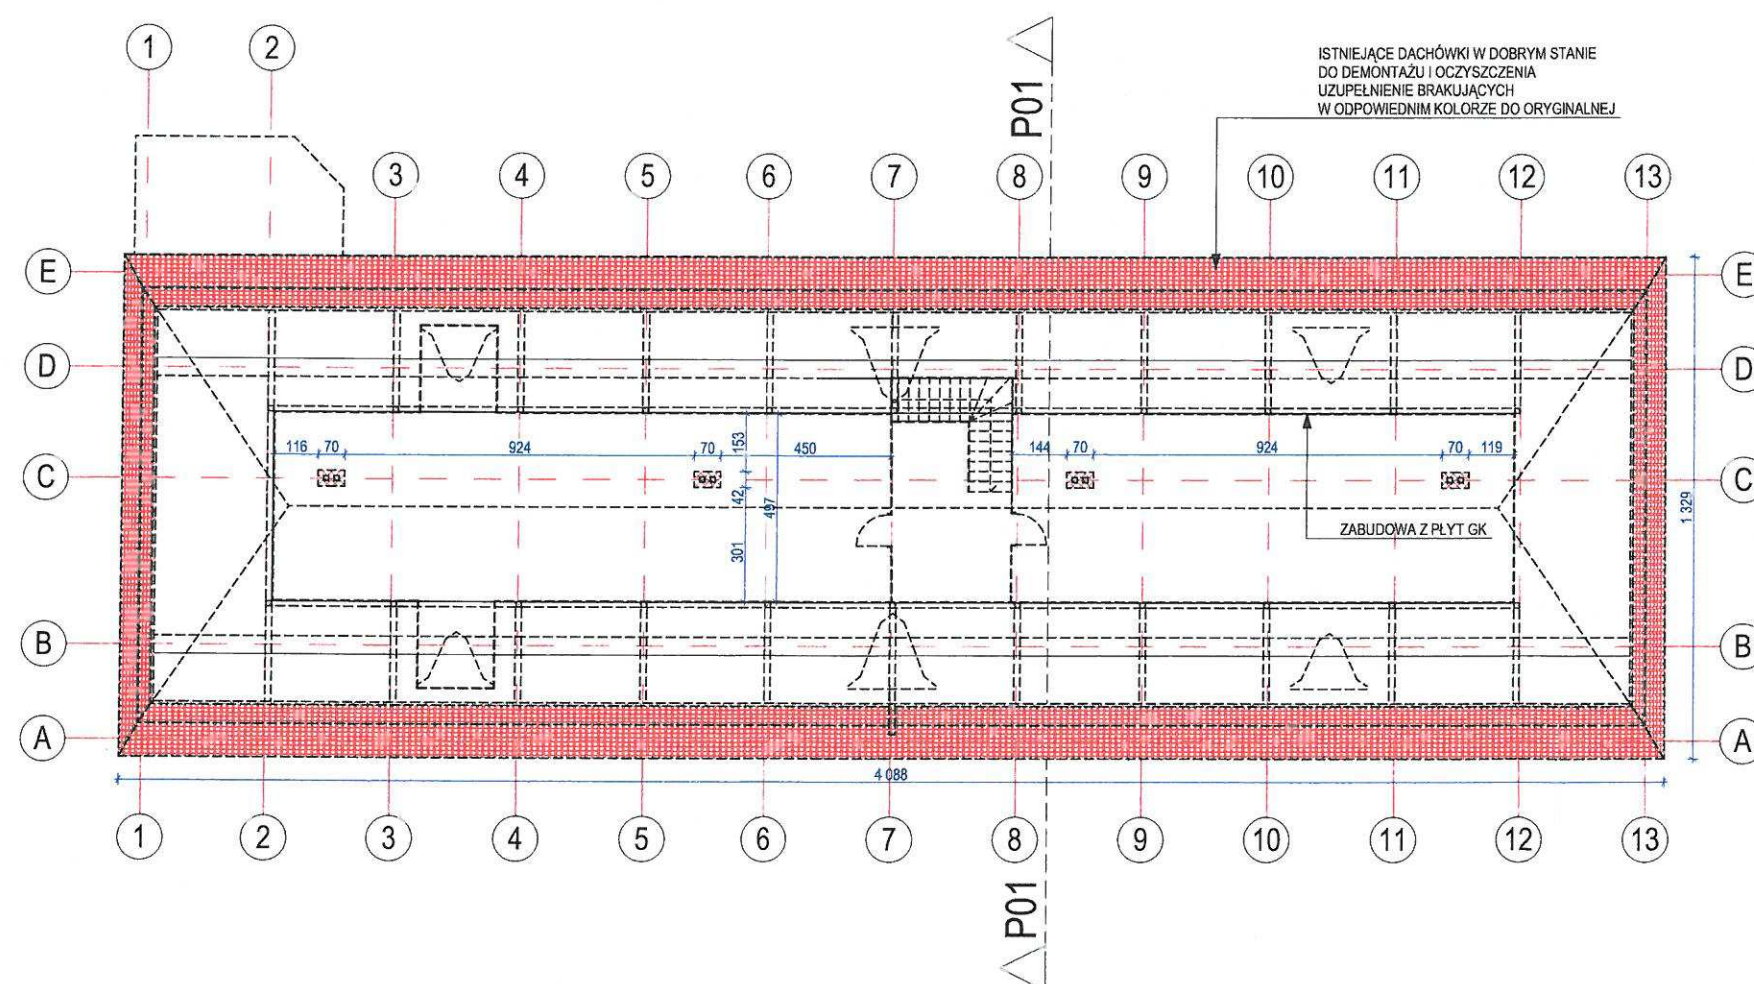 1
2
P01
ISTNIEJĄCE DACHÓWKI W DOBRYM STANIE
DO DEMONTAŻU I OCZYSZCZENIA
UZUPEŁNIENIE BRAKUJĄCYCH
W ODPOWIEDNIM KOLORZE DO ORYGINALNEJ
3
4
5
6
7
8
9
10
11
12
13
E
E
D
D
116
70
924
70
153
450
144
70
924
70
119
C
C
42
497
301
ZABUDOWA Z PŁYT GK
1 329
B
B
A
A
4 088
1
2
3
4
5
6
7
8
9
10
11
12
13
P01